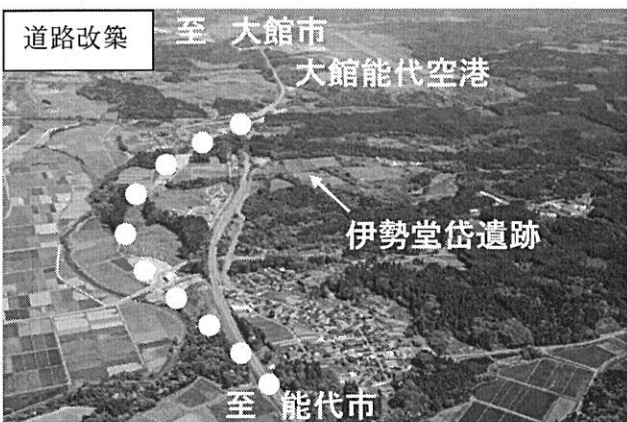 道路改築
至 大館市
大館能代空港
伊勢堂岱遺跡
至 能代市